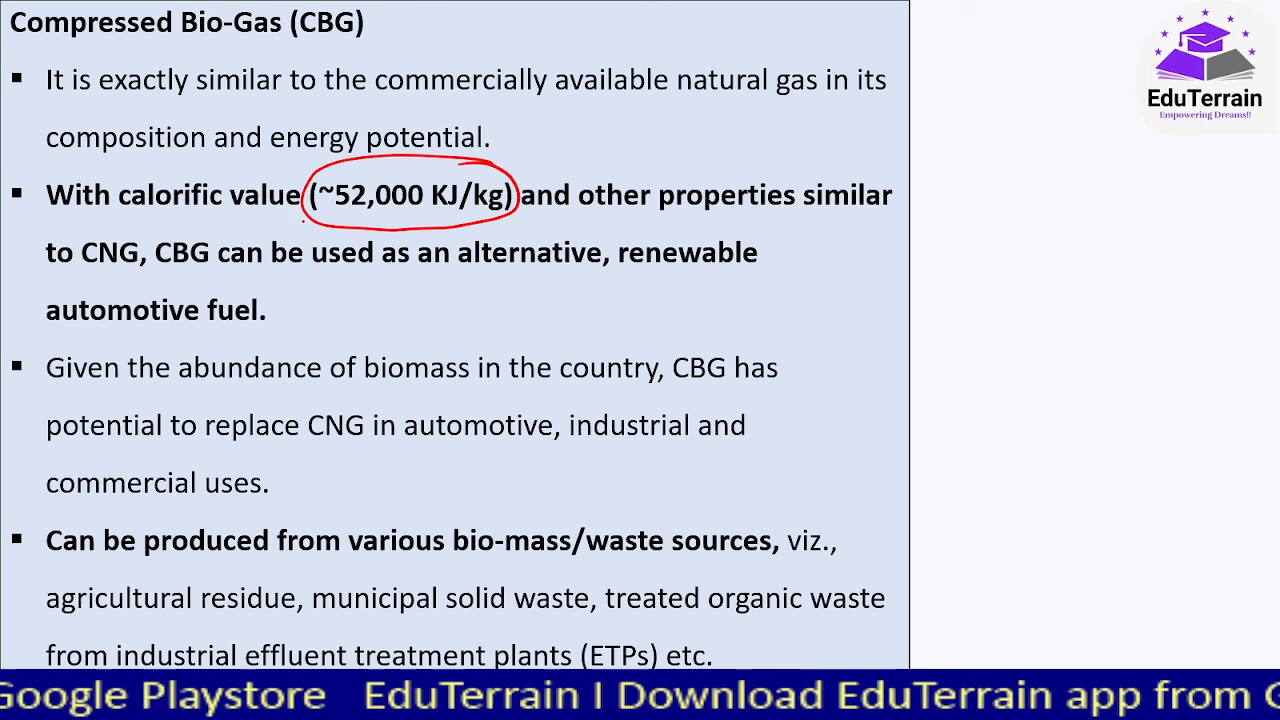 Compressed Bio-Gas (CBG)
▪ It is exactly similar to the commercially available natural gas in its
composition and energy potential.
▪ With calorific value (~52,000 KJ/kg) and other properties similar
to CNG, CBG can be used as an alternative, renewable
automotive fuel.
▪ Given the abundance of biomass in the country, CBG has
potential to replace CNG in automotive, industrial and
commercial uses.
▪ Can be produced from various bio-mass/waste sources, viz.,
agricultural residue, municipal solid waste, treated organic waste
from industrial effluent treatment plants (ETPs) etc.
EduTerrain
Empowering Dreams!!
Google Playstore EduTerrain I Download EduTerrain app from G